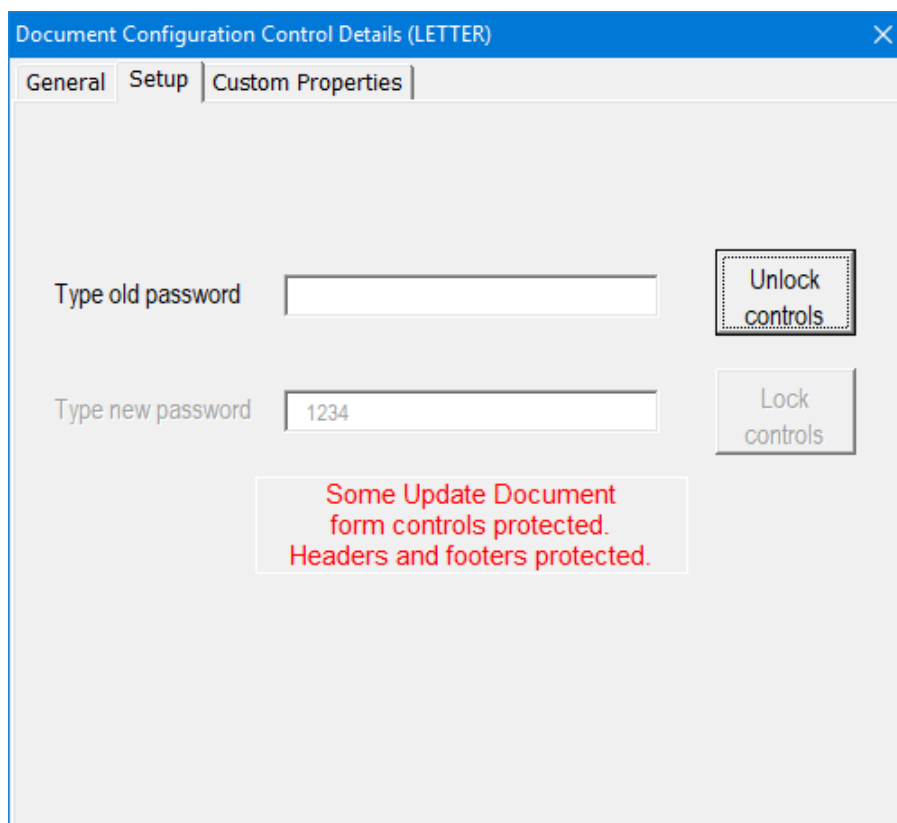 Document Configuration Control Details (LETTER)
General Setup Custom Properties
Type old password
Unlock
controls
Type new password 1234
Lock
controls
Some Update Document
form controls protected.
Headers and footers protected.